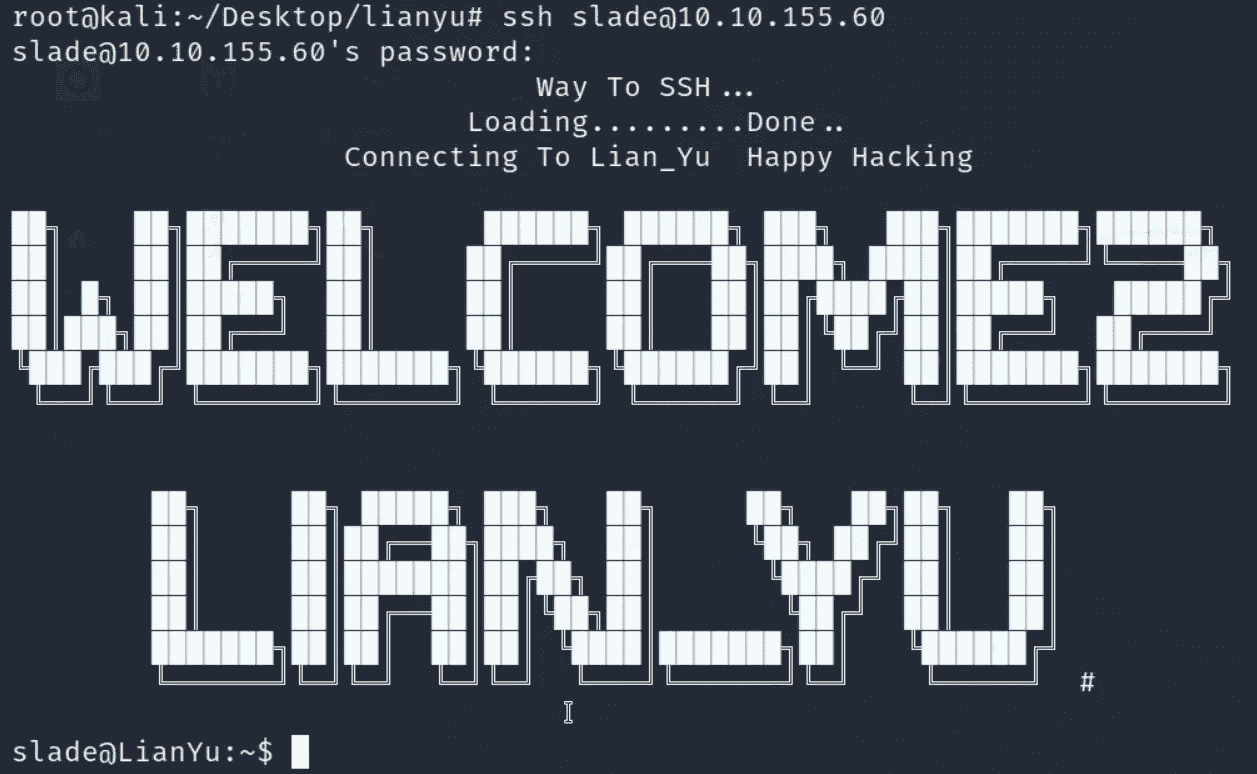 root@kali:~/Desktop/lianyu# ssh slade@10.10.155.60
slade@10.10.155.60's password:
Way To SSH...
Loading.........Done..
Connecting To Lian_Yu  Happy Hacking
WELCOME2
LIAN_YU
#
slade@LianYu:~$